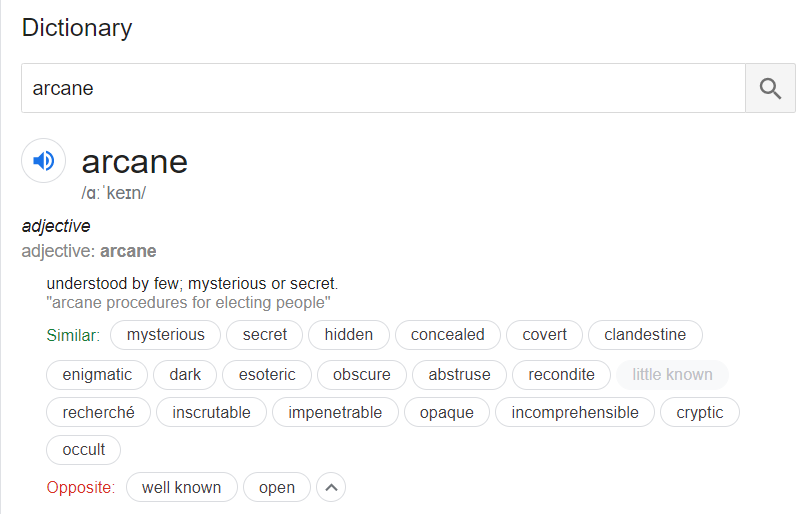 Dictionary
arcane
arcane
/ɑːˈkeɪn/
adjective
adjective: arcane
understood by few; mysterious or secret.
"arcane procedures for electing people"
Similar: mysterious secret hidden concealed covert clandestine
enigmatic dark esoteric obscure abstruse recondite little known
recherché inscrutable impenetrable opaque incomprehensible cryptic
occult
Opposite: well known open